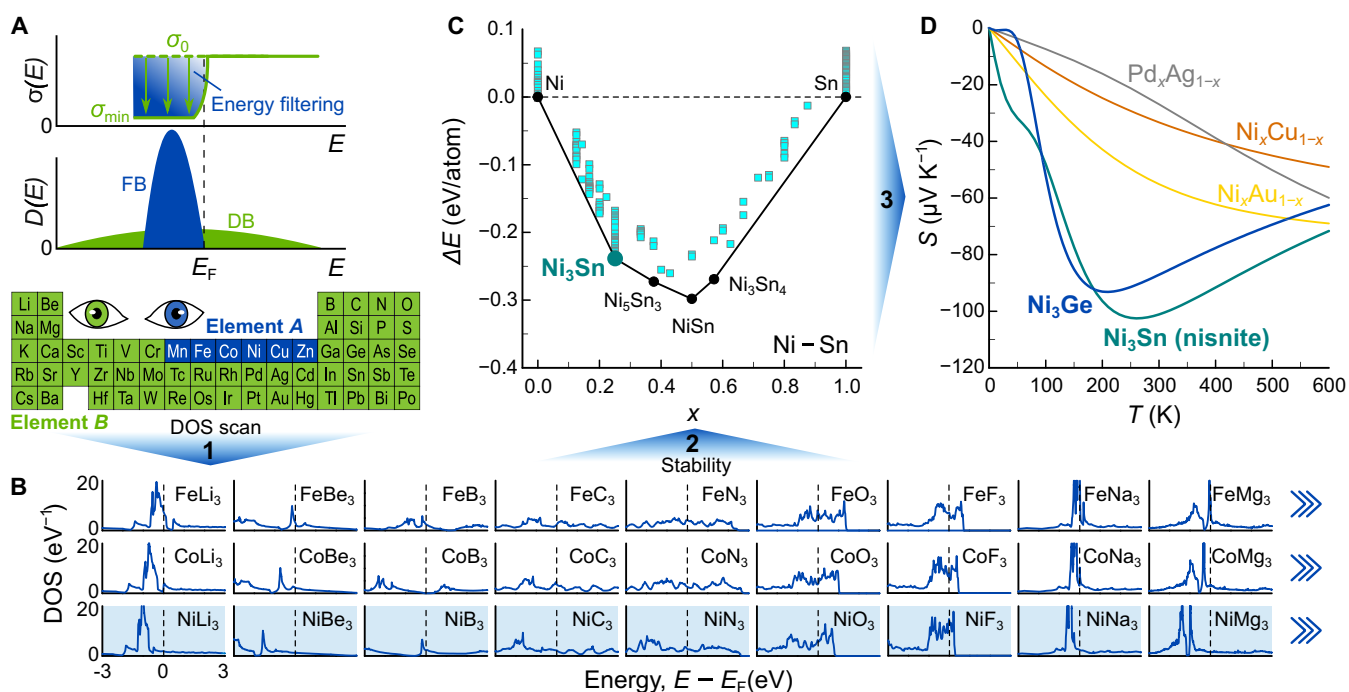 A
σ(E)
σ₀
σmin
Energy filtering
0
E
D(E)
FB
DB
0
E_F
E
Li Be B C N O
Na Mg Element A Al Si P S
K Ca Sc Ti V Cr Mn Fe Co Ni Cu Zn Ga Ge As Se
Rb Sr Y Zr Nb Mo Tc Ru Rh Pd Ag Cd In Sn Sb Te
Cs Ba Hf Ta W Re Os Ir Pt Au Hg Tl Pb Bi Po
Element B
DOS scan
1
C
ΔE (eV/atom)
0.1
0.0
−0.1
−0.2
−0.3
−0.4
Ni
Sn
Ni₃Sn
Ni₅Sn₃
NiSn
Ni₃Sn₄
Ni – Sn
0.0 0.2 0.4 0.6 0.8 1.0
x
2
Stability
3
D
S (µV K⁻¹)
0
−20
−40
−60
−80
−100
−120
PdₓAg₁₋ₓ
NiₓCu₁₋ₓ
NiₓAu₁₋ₓ
Ni₃Ge
Ni₃Sn (nisnite)
0 100 200 300 400 500 600
T (K)
B
DOS (eV⁻¹)
20
0
FeLi₃ FeBe₃ FeB₃ FeC₃ FeN₃ FeO₃ FeF₃ FeNa₃ FeMg₃
20
0
CoLi₃ CoBe₃ CoB₃ CoC₃ CoN₃ CoO₃ CoF₃ CoNa₃ CoMg₃
20
0
NiLi₃ NiBe₃ NiB₃ NiC₃ NiN₃ NiO₃ NiF₃ NiNa₃ NiMg₃
-3 0 3
Energy, E − E_F(eV)